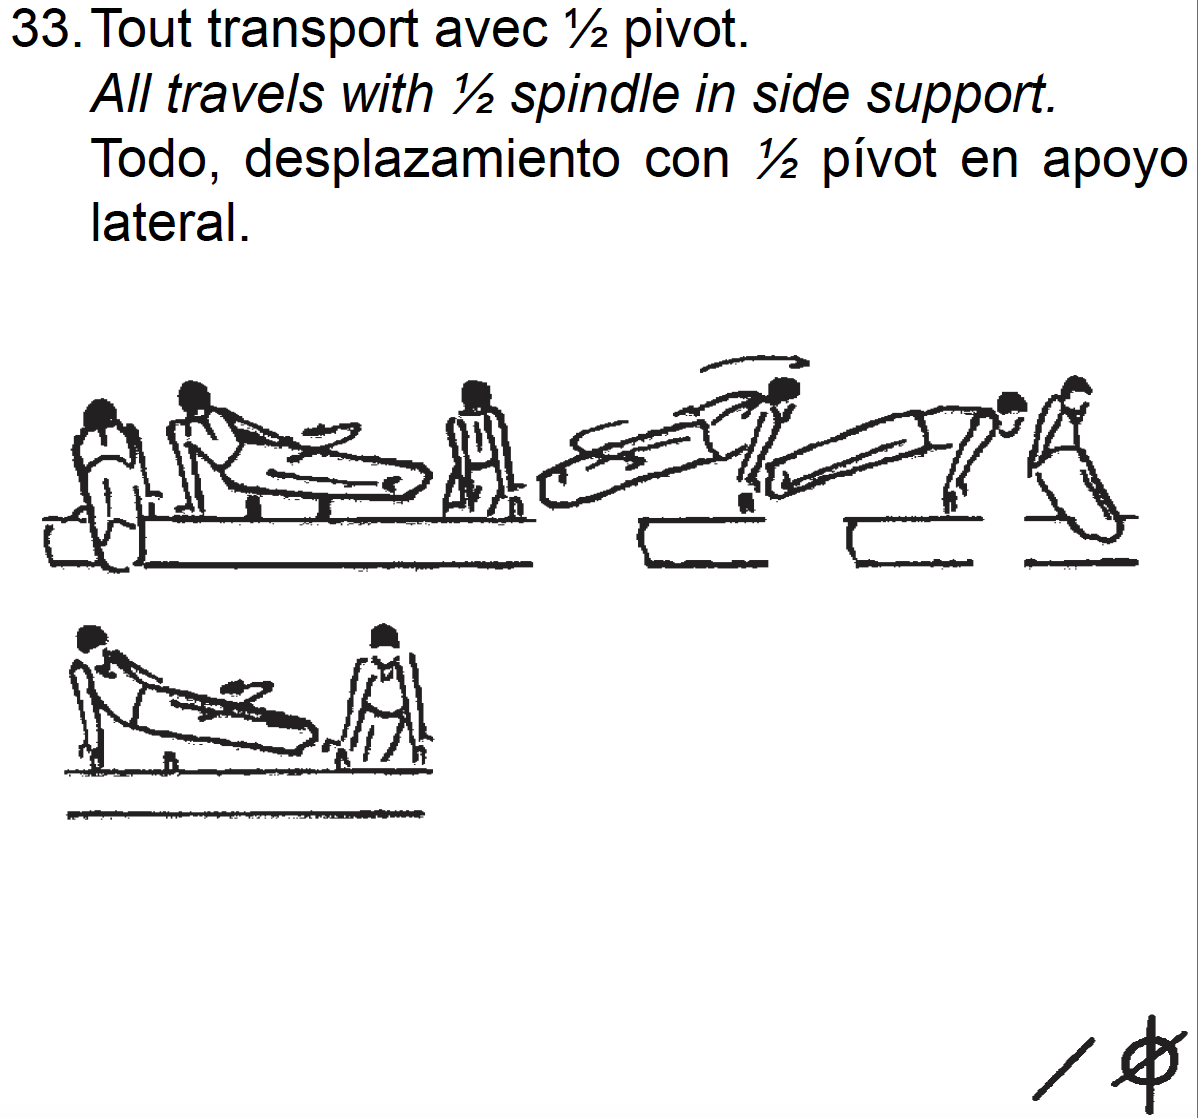 33. Tout transport avec ½ pivot.
All travels with ½ spindle in side support.
Todo, desplazamiento con ½ pívot en apoyo
lateral.